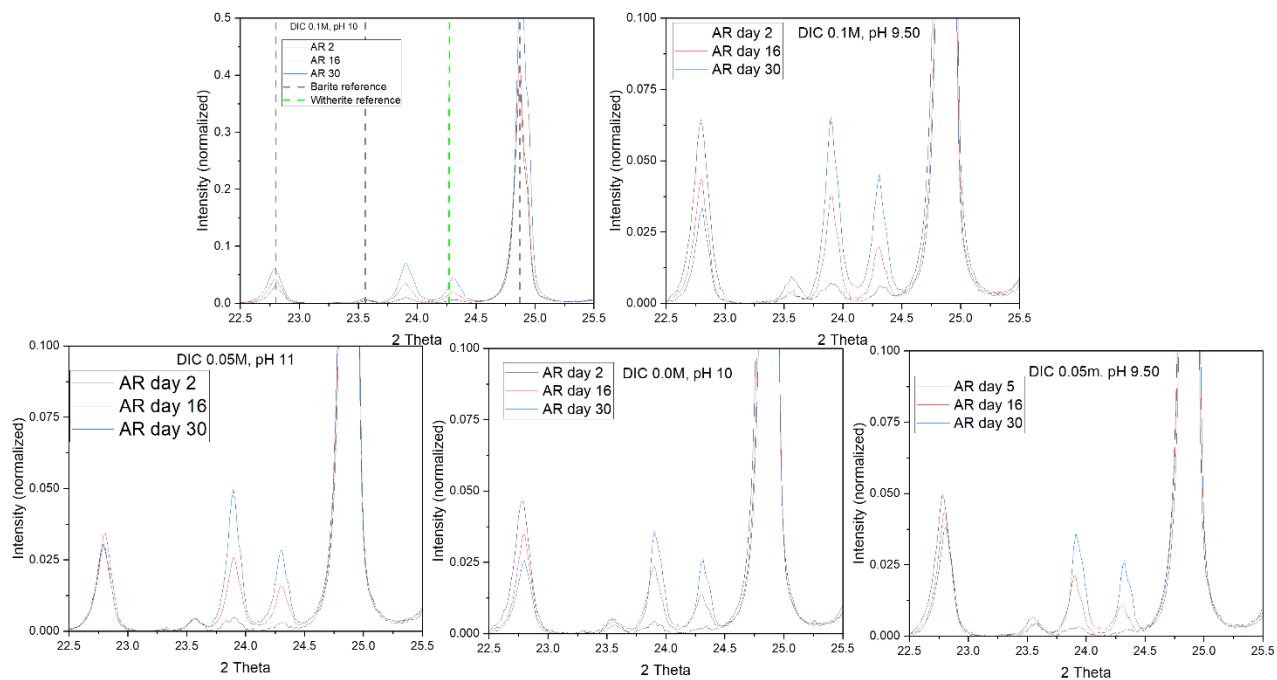 DIC 0.1M, pH 10
AR 2
AR 16
AR 30
Barite reference
Witherite reference
Intensity (normalized)
0.5
0.4
0.3
0.2
0.1
0.0
22.5 23.0 23.5 24.0 24.5 25.0 25.5
2 Theta
DIC 0.1M, pH 9.50
AR day 2
AR day 16
AR day 30
Intensity (normalized)
0.100
0.075
0.050
0.025
0.000
22.5 23.0 23.5 24.0 24.5 25.0 25.5
2 Theta
DIC 0.05M, pH 11
AR day 2
AR day 16
AR day 30
Intensity (normalized)
0.100
0.075
0.050
0.025
0.000
22.5 23.0 23.5 24.0 24.5 25.0 25.5
2 Theta
DIC 0.0M, pH 10
AR day 2
AR day 16
AR day 30
Intensity (normalized)
0.100
0.075
0.050
0.025
0.000
22.5 23.0 23.5 24.0 24.5 25.0 25.5
2 Theta
DIC 0.05m. pH 9.50
AR day 5
AR day 16
AR day 30
Intensity (normalized)
0.100
0.075
0.050
0.025
0.000
22.5 23.0 23.5 24.0 24.5 25.0 25.5
2 Theta